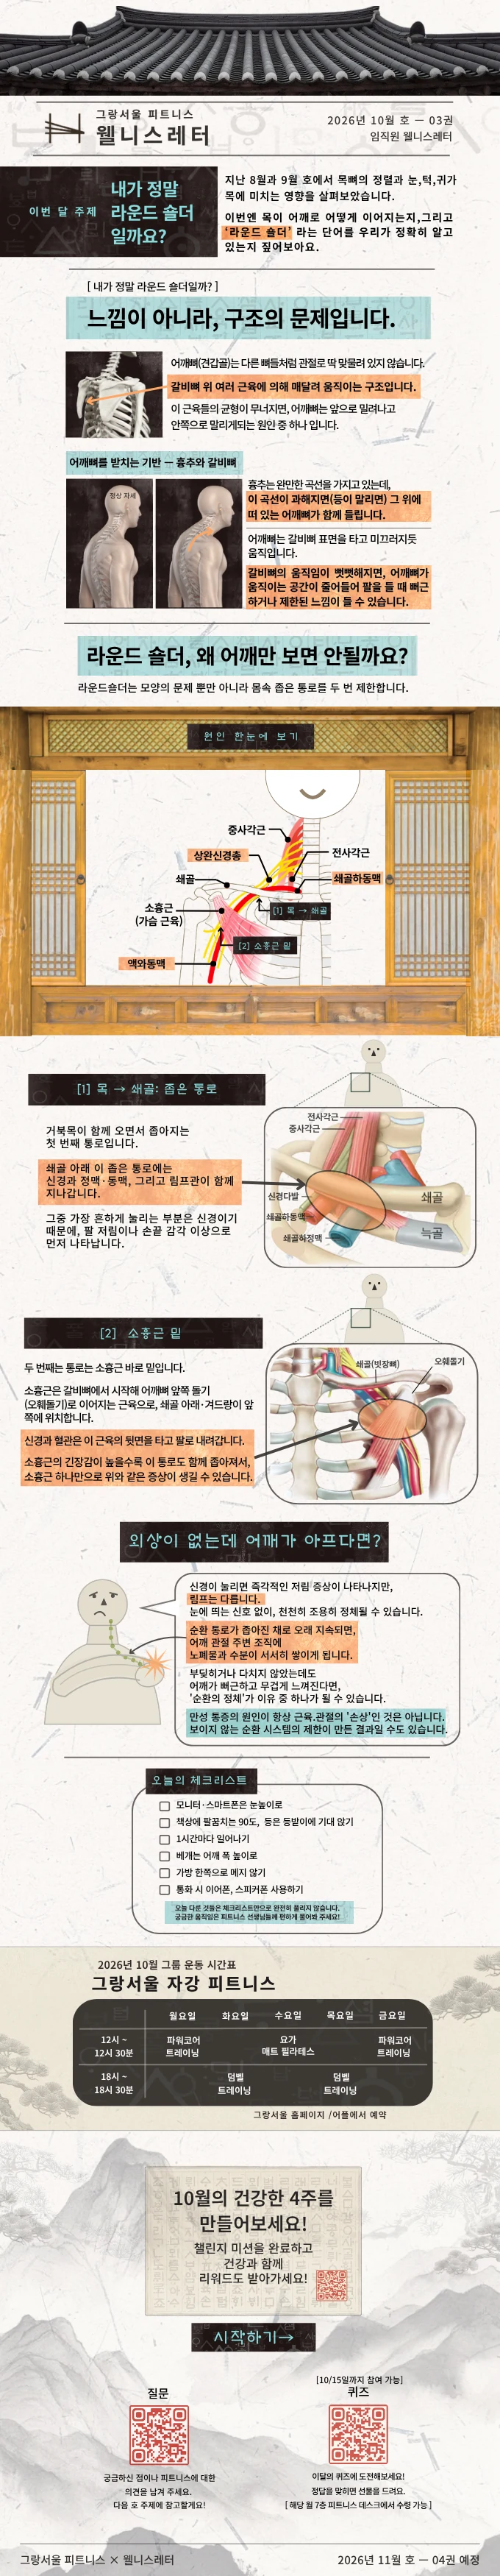 그랑서울 피트니스
웰니스레터
2026년 10월 호 — 03권
임직원 웰니스레터
이번 달 주제
내가 정말
라운드 숄더
일까요?
지난 8월과 9월 호에서 목뼈의 정렬과 눈,턱,귀가
목에 미치는 영향을 살펴보았습니다.
이번엔 목이 어깨로 어떻게 이어지는지,그리고
‘라운드 숄더’ 라는 단어를 우리가 정확히 알고
있는지 짚어보아요.
[ 내가 정말 라운드 숄더일까? ]
느낌이 아니라, 구조의 문제입니다.
어깨뼈(견갑골)는 다른 뼈들처럼 관절로 딱 맞물려 있지 않습니다.
갈비뼈 위 여러 근육에 의해 매달려 움직이는 구조입니다.
이 근육들의 균형이 무너지면, 어깨뼈는 앞으로 밀려나고
안쪽으로 말리게되는 원인 중 하나 입니다.
어깨뼈를 받치는 기반 — 흉추와 갈비뼈
정상 자세
흉추는 완만한 곡선을 가지고 있는데,
이 곡선이 과해지면(등이 말리면) 그 위에
떠 있는 어깨뼈가 함께 들립니다.
어깨뼈는 갈비뼈 표면을 타고 미끄러지듯
움직입니다.
갈비뼈의 움직임이 뻣뻣해지면, 어깨뼈가
움직이는 공간이 줄어들어 팔을 들 때 뻐근
하거나 제한된 느낌이 들 수 있습니다.
라운드 숄더, 왜 어깨만 보면 안될까요?
라운드숄더는 모양의 문제 뿐만 아니라 몸속 좁은 통로를 두 번 제한합니다.
원인 한눈에 보기
중사각근
상완신경총
전사각근
쇄골
쇄골하동맥
소흉근
(가슴 근육)
[1] 목 → 쇄골
[2] 소흉근 밑
액와동맥
[1] 목 → 쇄골: 좁은 통로
거북목이 함께 오면서 좁아지는
첫 번째 통로입니다.
쇄골 아래 이 좁은 통로에는
신경과 정맥·동맥, 그리고 림프관이 함께
지나갑니다.
그중 가장 흔하게 눌리는 부분은 신경이기
때문에, 팔 저림이나 손끝 감각 이상으로
먼저 나타납니다.
전사각근
중사각근
신경다발
쇄골하동맥
쇄골하정맥
쇄골
늑골
[2] 소흉근 밑
두 번째는 통로는 소흉근 바로 밑입니다.
소흉근은 갈비뼈에서 시작해 어깨뼈 앞쪽 돌기
(오훼돌기)로 이어지는 근육으로, 쇄골 아래·겨드랑이 앞
쪽에 위치합니다.
신경과 혈관은 이 근육의 뒷면을 타고 팔로 내려갑니다.
소흉근의 긴장감이 높을수록 이 통로도 함께 좁아져서,
소흉근 하나만으로 위와 같은 증상이 생길 수 있습니다.
쇄골(빗장뼈)
오훼돌기
외상이 없는데 어깨가 아프다면?
신경이 눌리면 즉각적인 저림 증상이 나타나지만,
림프는 다릅니다.
눈에 띄는 신호 없이, 천천히 조용히 정체될 수 있습니다.
순환 통로가 좁아진 채로 오래 지속되면,
어깨 관절 주변 조직에
노폐물과 수분이 서서히 쌓이게 됩니다.
부딪히거나 다치지 않았는데도
어깨가 뻐근하고 무겁게 느껴진다면,
'순환의 정체'가 이유 중 하나가 될 수 있습니다.
만성 통증의 원인이 항상 근육.관절의 '손상'인 것은 아닙니다.
보이지 않는 순환 시스템의 제한이 만든 결과일 수도 있습니다.
오늘의 체크리스트
모니터·스마트폰은 눈높이로
책상에 팔꿈치는 90도, 등은 등받이에 기대 앉기
1시간마다 일어나기
베개는 어깨 폭 높이로
가방 한쪽으로 메지 않기
통화 시 이어폰, 스피커폰 사용하기
오늘 다룬 것들은 체크리스트만으로 완전히 풀리지 않습니다.
궁금한 움직임은 피트니스 선생님들께 편하게 물어봐 주세요!
2026년 10월 그룹 운동 시간표
그랑서울 자강 피트니스
월요일 화요일 수요일 목요일 금요일
12시 ~
12시 30분
파워코어
트레이닝
요가
매트 필라테스
파워코어
트레이닝
18시 ~
18시 30분
덤벨
트레이닝
덤벨
트레이닝
그랑서울 홈페이지 /어플에서 예약
10월의 건강한 4주를
만들어보세요!
챌린지 미션을 완료하고
건강과 함께
리워드도 받아가세요!
시작하기→
질문
궁금하신 점이나 피트니스에 대한
의견을 남겨 주세요.
다음 호 주제에 참고할게요!
[10/15일까지 참여 가능]
퀴즈
이달의 퀴즈에 도전해보세요!
정답을 맞히면 선물을 드려요.
[ 해당 월 7층 피트니스 데스크에서 수령 가능 ]
그랑서울 피트니스 × 웰니스레터
2026년 11월 호 — 04권 예정